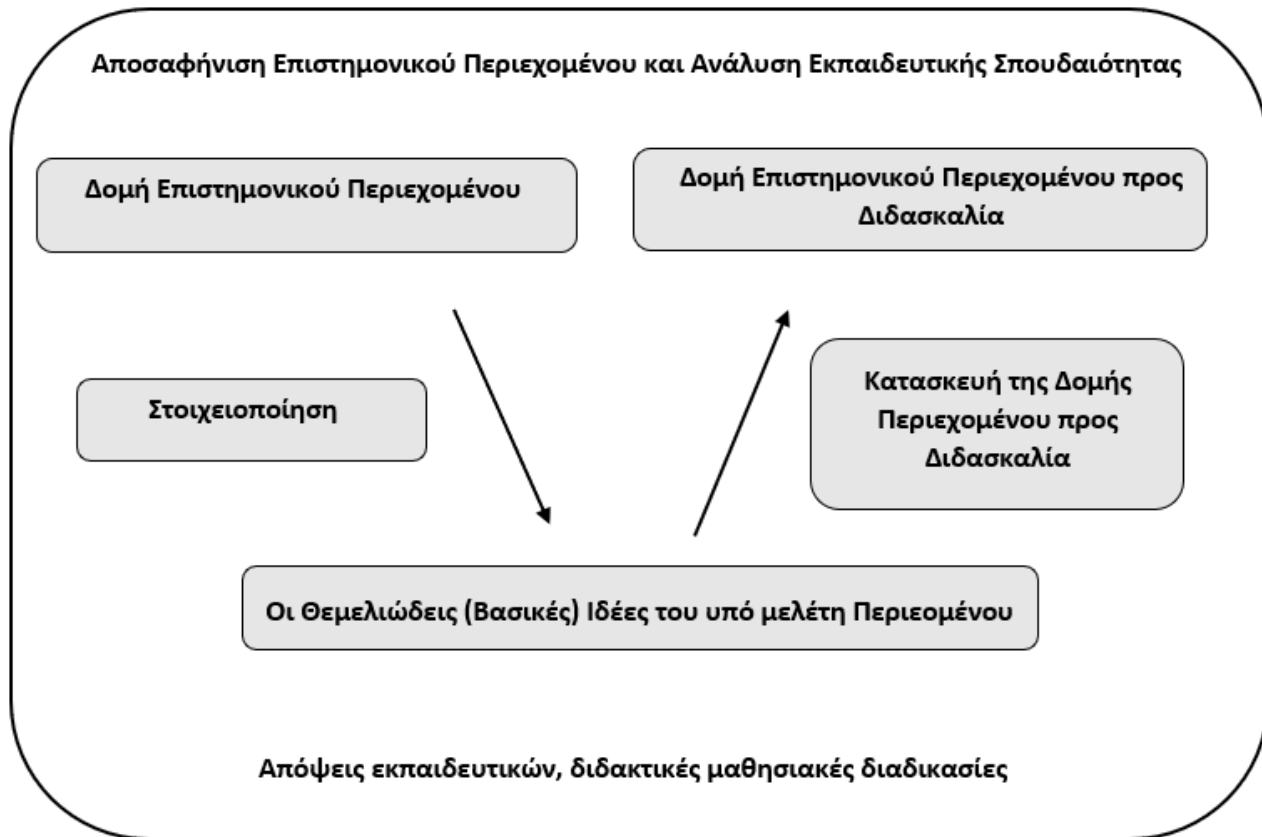 Αποσαφήνιση Επιστημονικού Περιεχομένου και Ανάλυση Εκπαιδευτικής Σπουδαιότητας
Δομή Επιστημονικού Περιεχομένου
Δομή Επιστημονικού Περιεχομένου προς
Διδασκαλία
Στοιχειοποίηση
Κατασκευή της Δομής
Περιεχομένου προς
Διδασκαλία
Οι Θεμελιώδεις (Βασικές) Ιδέες του υπό μελέτη Περιεομένου
Απόψεις εκπαιδευτικών, διδακτικές μαθησιακές διαδικασίες